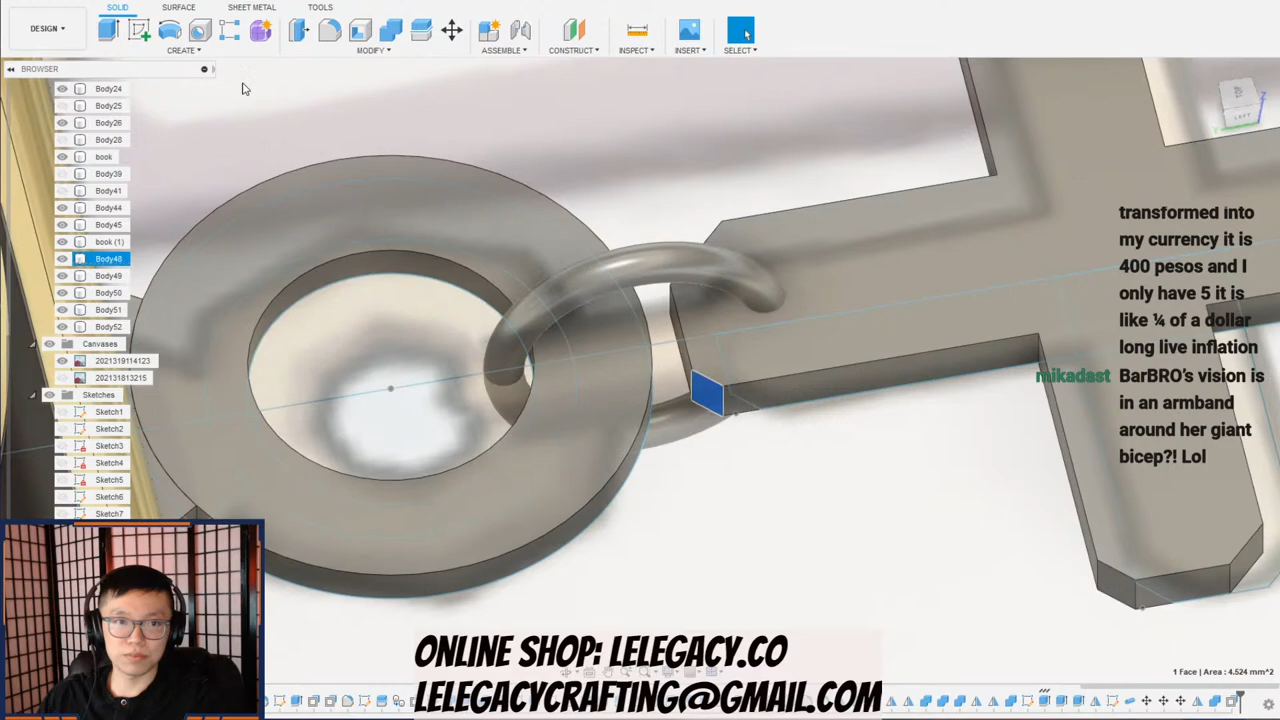 SOLID SURFACE SHEET METAL TOOLS
DESIGN
CREATE MODIFY ASSEMBLE CONSTRUCT INSPECT INSERT SELECT
BROWSER
Body24
Body25
Body26
Body28
book
Body39
Body41
Body44
Body45
book (1)
Body48
Body49
Body50
Body51
Body52
Canvases
2021319114123
202131813215
Sketches
Sketch1
Sketch2
Sketch3
Sketch4
Sketch5
Sketch6
Sketch7
LEFT
Z
transformed into
my currency it is
400 pesos and I
only have 5 it is
like ¼ of a dollar
long live inflation
mikadast BarBRO's vision is
in an armband
around her giant
bicep?! Lol
ONLINE SHOP: LELEGACY.CO
LELEGACYCRAFTING@GMAIL.COM
1 Face | Area : 4.524 mm^2